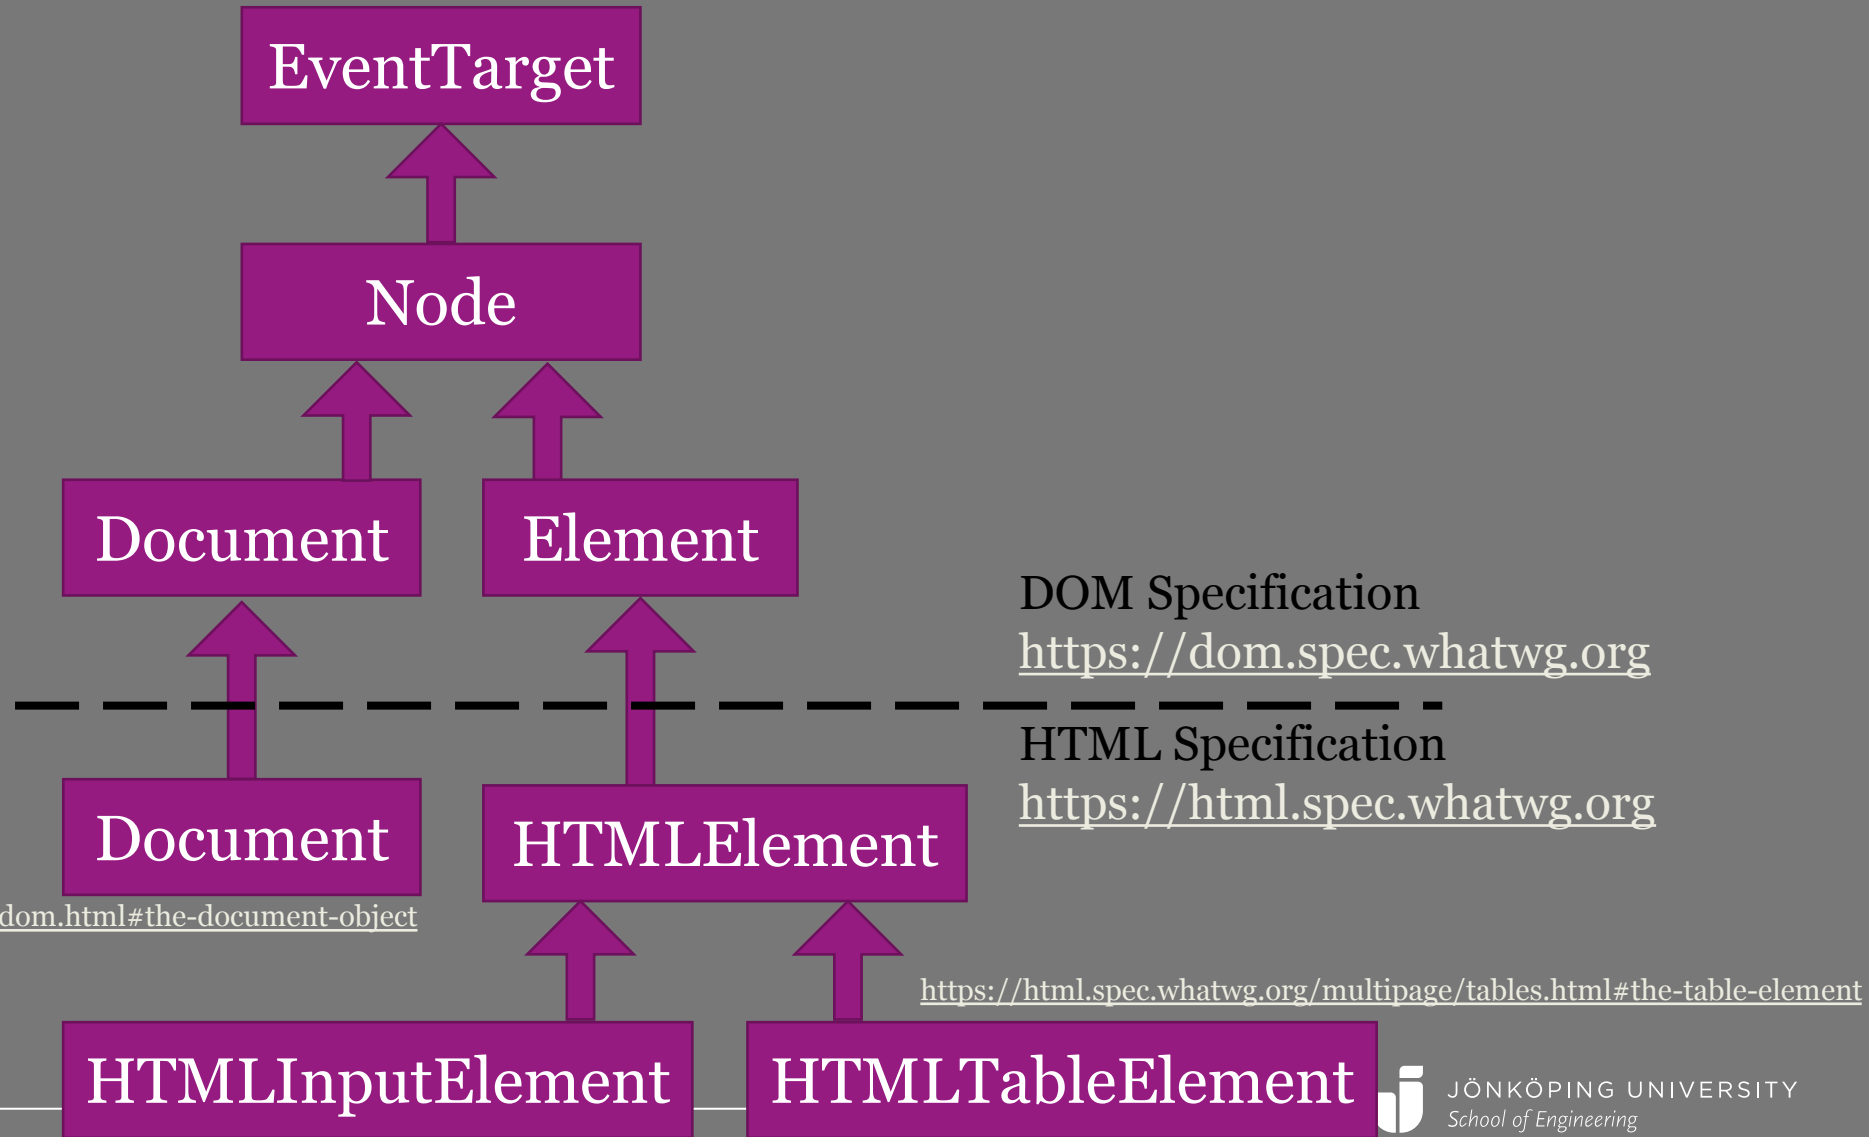 EventTarget
Node
Document
Element
DOM Specification
https://dom.spec.whatwg.org
HTML Specification
https://html.spec.whatwg.org
Document
HTMLElement
dom.html#the-document-object
https://html.spec.whatwg.org/multipage/tables.html#the-table-element
HTMLInputElement
HTMLTableElement
JÖNKÖPING UNIVERSITY
School of Engineering